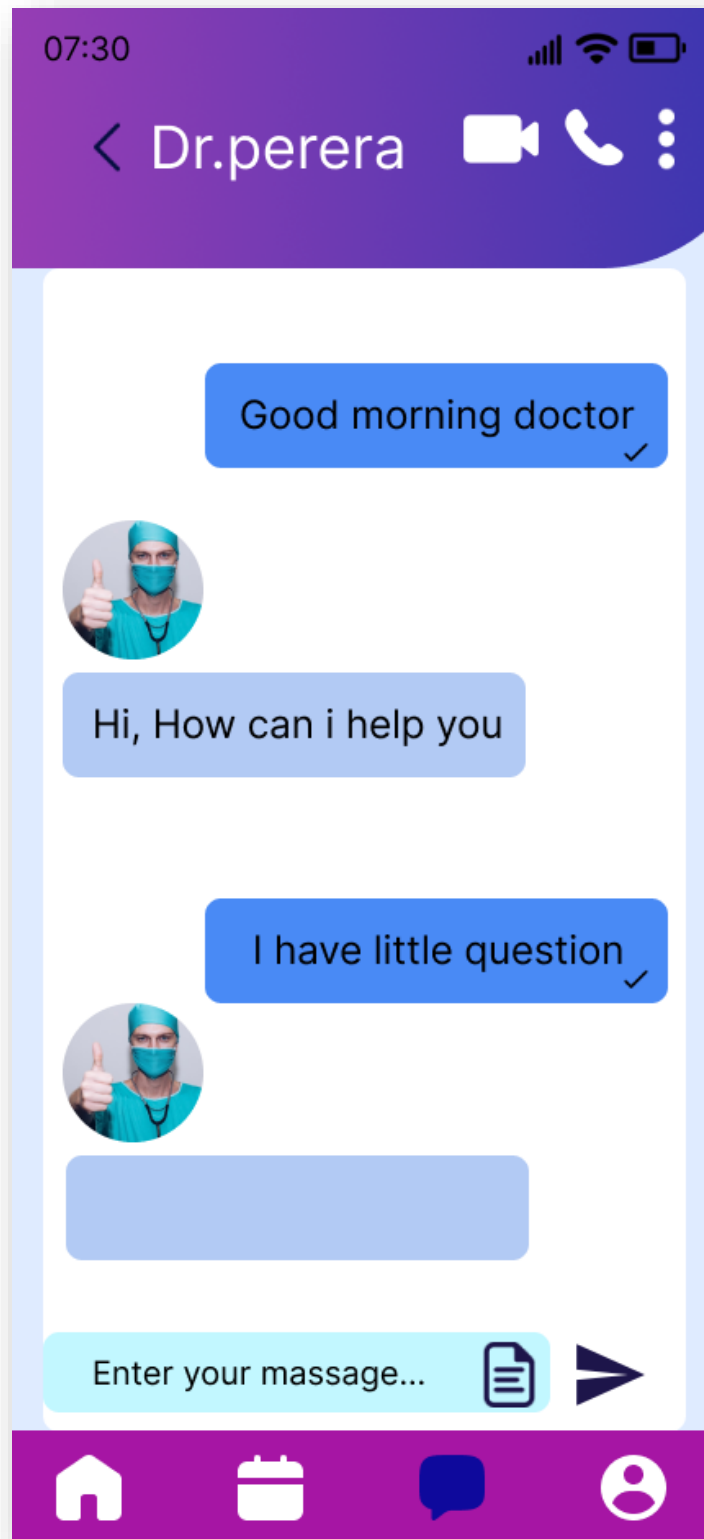 07:30
Dr.perera
Good morning doctor
Hi, How can i help you
I have little question
Enter your massage...